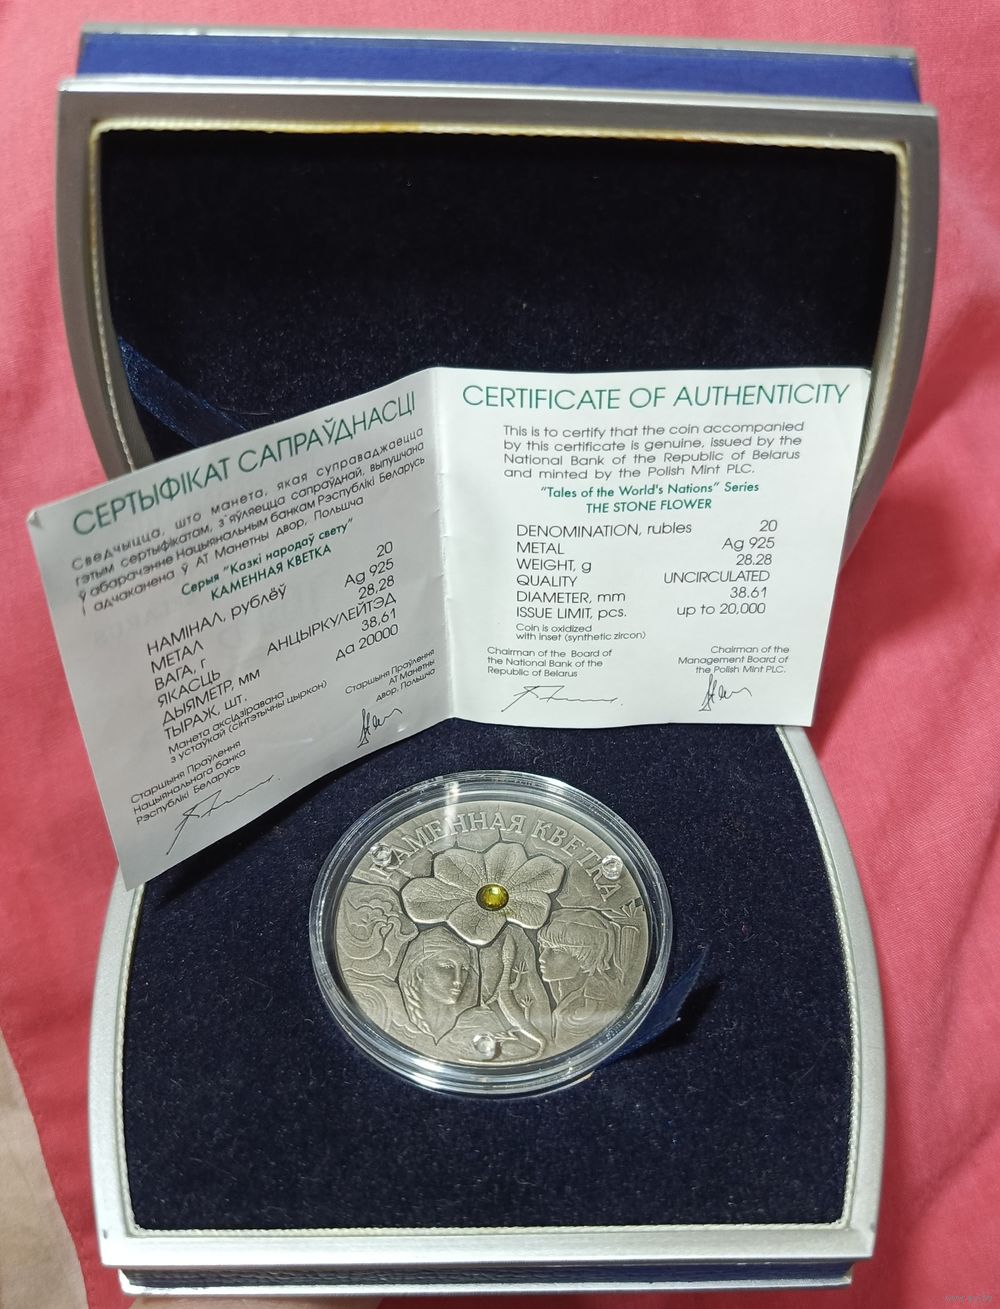 СЕРТЫФІКАТ САПРАЎДНАСЦІ
Сведчыцца, што манета, якая суправаджаецца
гэтым сертыфікатам, з'яўляецца сапраўднай, выпушчана
ў абарачэнне Нацыянальным банкам Рэспублікі Беларусь
і адчаканена ў АТ Манетны двор, Польшча
Серыя "Казкі народаў свету"
КАМЕННАЯ КВЕТКА
НАМІНАЛ, рублёў 20
МЕТАЛ Ag 925
ВАГА, г 28,28
ЯКАСЦЬ АНЦЫРКУЛЕЙТЭД
ДЫЯМЕТР, мм 38,61
ТЫРАЖ, шт. да 20000
Манета аксідзіравана
з устаўкай (сінтэтычны цыркон)
Старшыня Праўлення
Нацыянальнага банка
Рэспублікі Беларусь
Старшыня Праўлення
АТ Манетны
двор, Польшча
CERTIFICATE OF AUTHENTICITY
This is to certify that the coin accompanied
by this certificate is genuine, issued by the
National Bank of the Republic of Belarus
and minted by the Polish Mint PLC.
"Tales of the World's Nations" Series
THE STONE FLOWER
DENOMINATION, rubles 20
METAL Ag 925
WEIGHT, g 28.28
QUALITY UNCIRCULATED
DIAMETER, mm 38.61
ISSUE LIMIT, pcs. up to 20,000
Coin is oxidized
with inset (synthetic zircon)
Chairman of the Board of
the National Bank of the
Republic of Belarus
Chairman of the
Management Board of
the Polish Mint PLC.
КАМЕННАЯ КВЕТКА